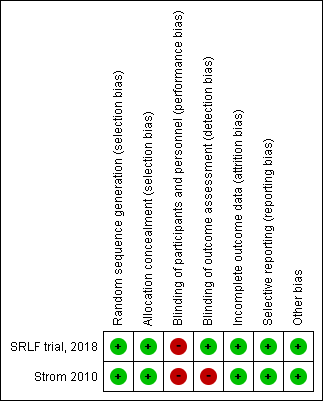 Random sequence generation (selection bias)
Allocation concealment (selection bias)
Blinding of participants and personnel (performance bias)
Blinding of outcome assessment (detection bias)
Incomplete outcome data (attrition bias)
Selective reporting (reporting bias)
Other bias
SRLF trial, 2018 + + - + + + +
Strom 2010 + + - - + + +